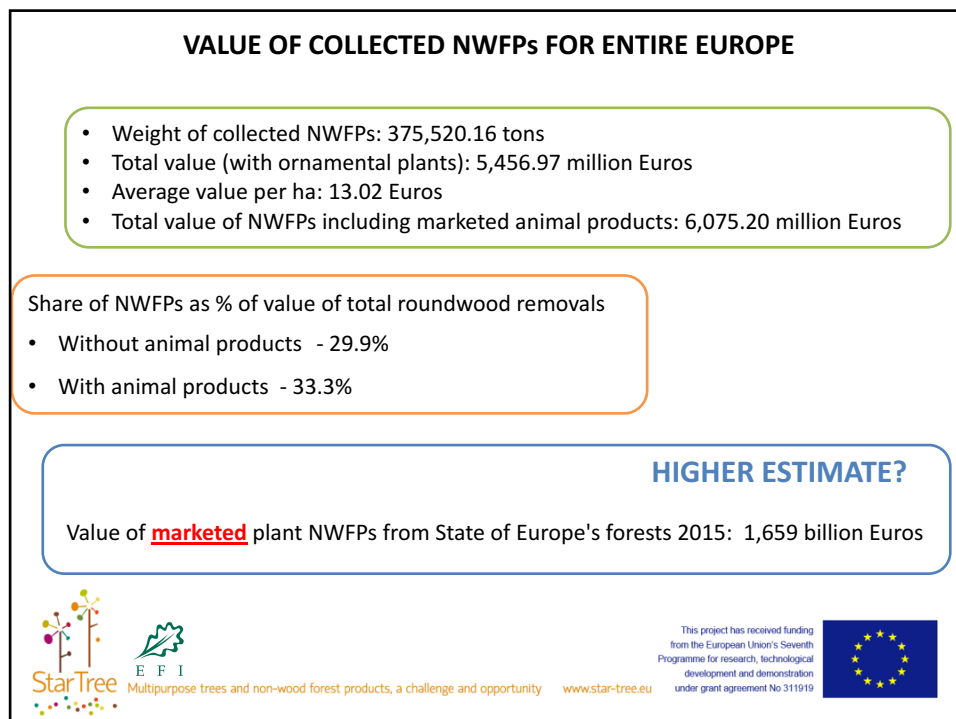 VALUE OF COLLECTED NWFPs FOR ENTIRE EUROPE
• Weight of collected NWFPs: 375,520.16 tons
• Total value (with ornamental plants): 5,456.97 million Euros
• Average value per ha: 13.02 Euros
• Total value of NWFPs including marketed animal products: 6,075.20 million Euros
Share of NWFPs as % of value of total roundwood removals
• Without animal products - 29.9%
• With animal products - 33.3%
HIGHER ESTIMATE?
Value of marketed plant NWFPs from State of Europe's forests 2015: 1,659 billion Euros
StarTree
E F I
Multipurpose trees and non-wood forest products, a challenge and opportunity www.star-tree.eu
This project has received funding
from the European Union's Seventh
Programme for research, technological
development and demonstration
under grant agreement No 311919